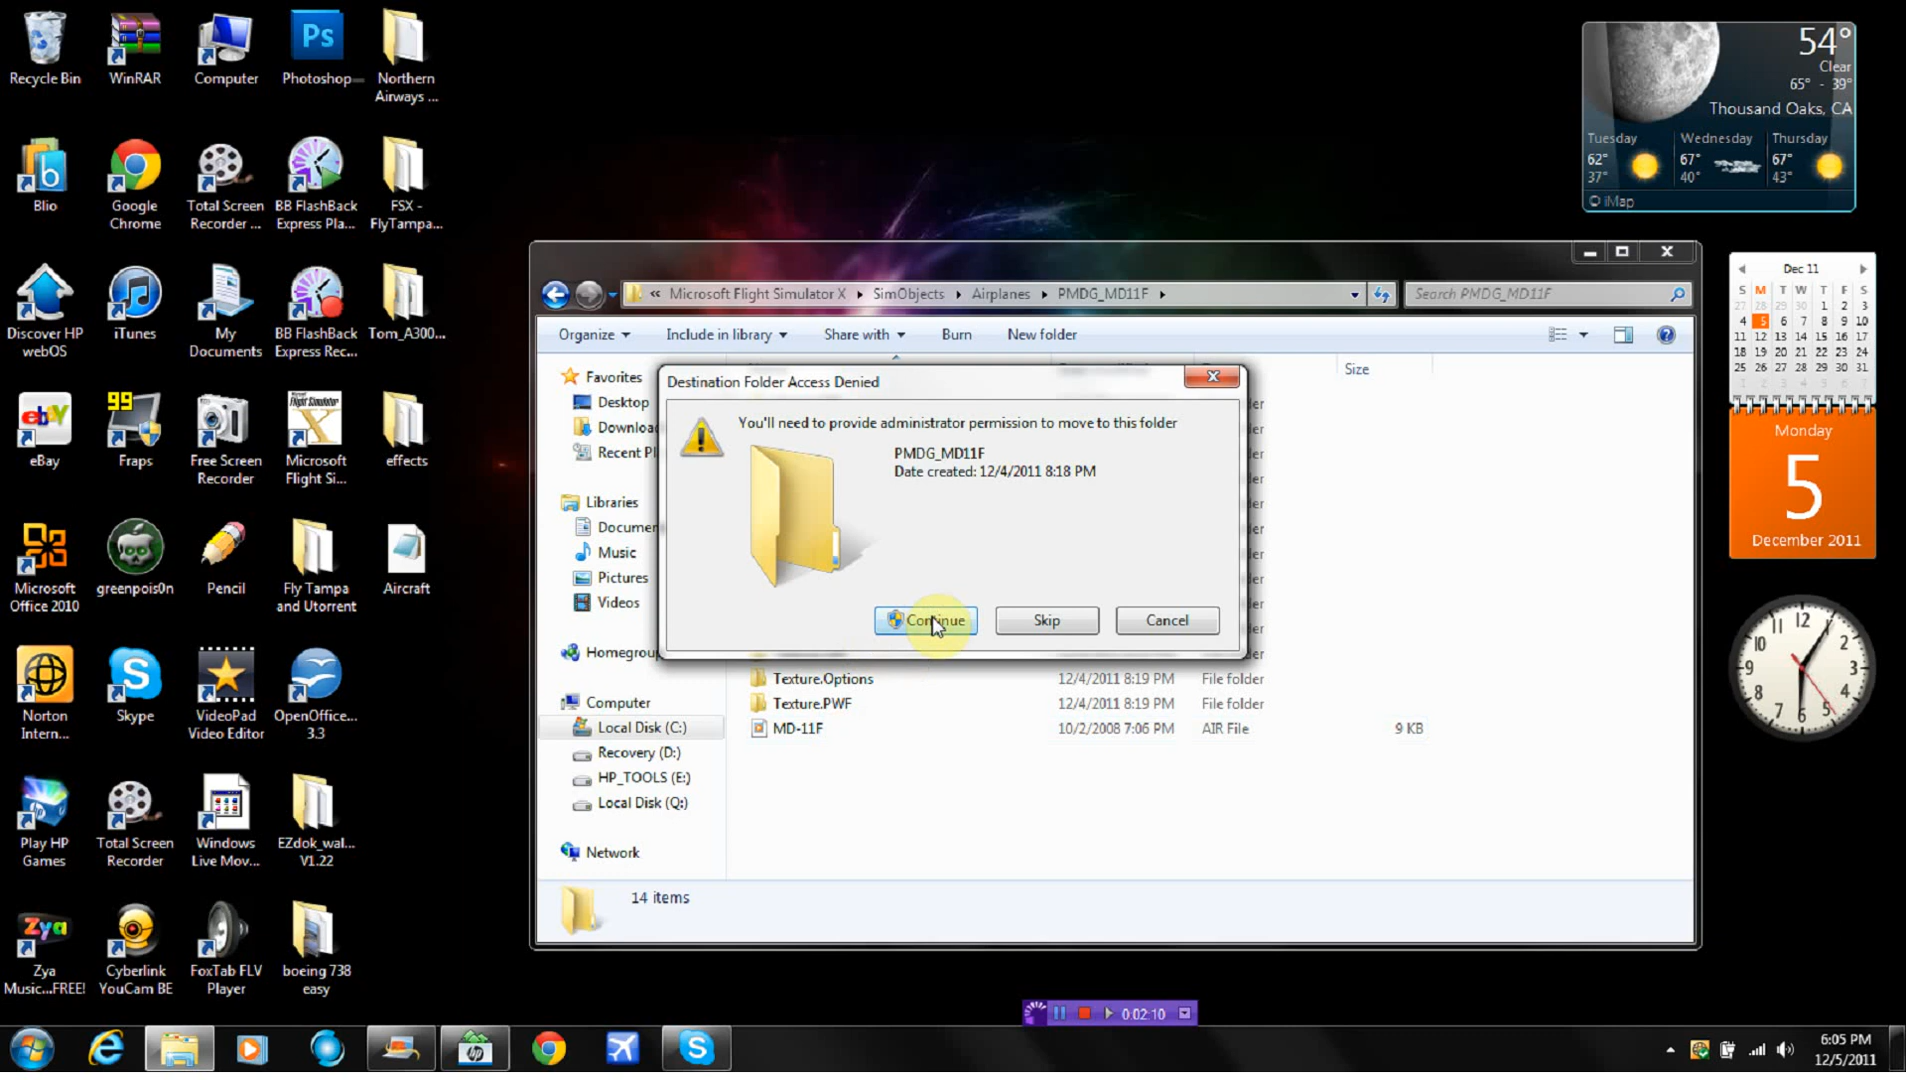 Recycle Bin
WinRAR
Computer
Ps
Photoshop
Northern
Airways ...
Blio
Google
Chrome
Total Screen
Recorder ...
BB FlashBack
Express Pla...
FSX -
FlyTampa...
Discover HP
webOS
iTunes
My
Documents
BB FlashBack
Express Rec...
Tom_A300...
eBay
99
Fraps
Free Screen
Recorder
Microsoft
Flight Si...
effects
Microsoft
Office 2010
greenpois0n
Pencil
Fly Tampa
and Utorrent
Aircraft
Norton
Intern...
Skype
VideoPad
Video Editor
OpenOffice....
3.3
Play HP
Games
Total Screen
Recorder
Windows
Live Mov...
EZdok_wal...
V1.22
Zya
Zya
Music...FREE!
Cyberlink
YouCam BE
FoxTab FLV
Player
boeing 738
easy
54°
Clear
65° - 39°
Thousand Oaks, CA
Tuesday Wednesday Thursday
62° 67° 67°
37° 40° 43°
© iMap
Dec 11
S M T W T F S
27 28 29 30 1 2 3
4 5 6 7 8 9 10
11 12 13 14 15 16 17
18 19 20 21 22 23 24
25 26 27 28 29 30 31
Monday
5
December 2011
« Microsoft Flight Simulator X SimObjects Airplanes PMDG_MD11F
Search PMDG_MD11F
Organize Include in library Share with Burn New folder
Size
Favorites
Desktop
Downloa
Recent Pl
Libraries
Documen
Music
Pictures
Videos
Homegroup
Computer
Local Disk (C:)
Recovery (D:)
HP_TOOLS (E:)
Local Disk (Q:)
Network
Destination Folder Access Denied
You'll need to provide administrator permission to move to this folder
PMDG_MD11F
Date created: 12/4/2011 8:18 PM
Continue Skip Cancel
Texture.Options 12/4/2011 8:19 PM File folder
Texture.PWF 12/4/2011 8:19 PM File folder
MD-11F 10/2/2008 7:06 PM AIR File 9 KB
14 items
0:02:10
6:05 PM
12/5/2011